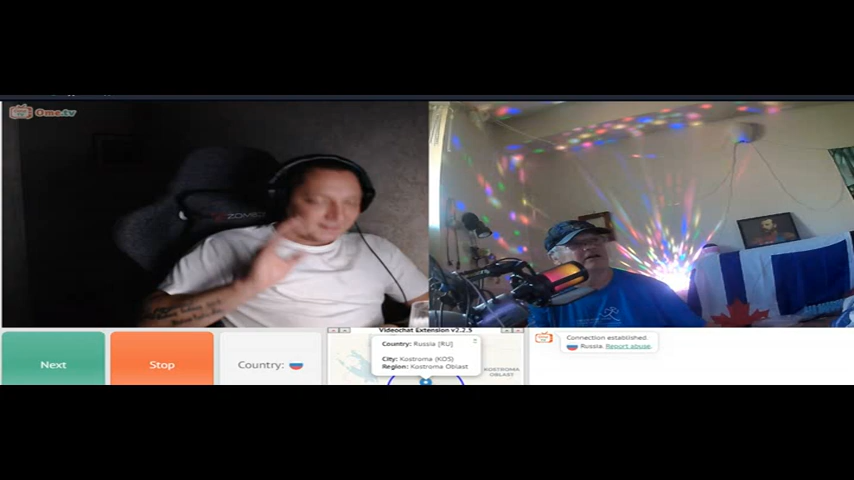 Ome.tv
ZONE
Next
Stop
Country:
Videochat Extension v2.2.5
Country: Russia [RU]
City: Kostroma (KOS)
Region: Kostroma Oblast
KOSTROMA
OBLAST
Connection established.
Russia. Report abuse.